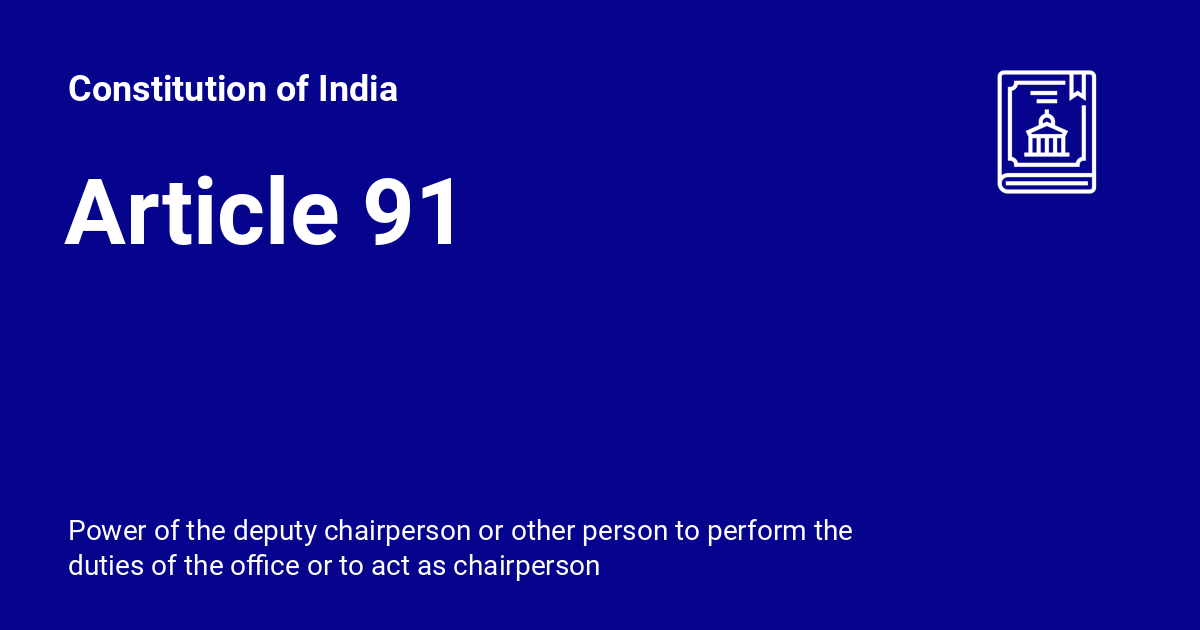 Constitution of India
Article 91
Power of the deputy chairperson or other person to perform the
duties of the office or to act as chairperson